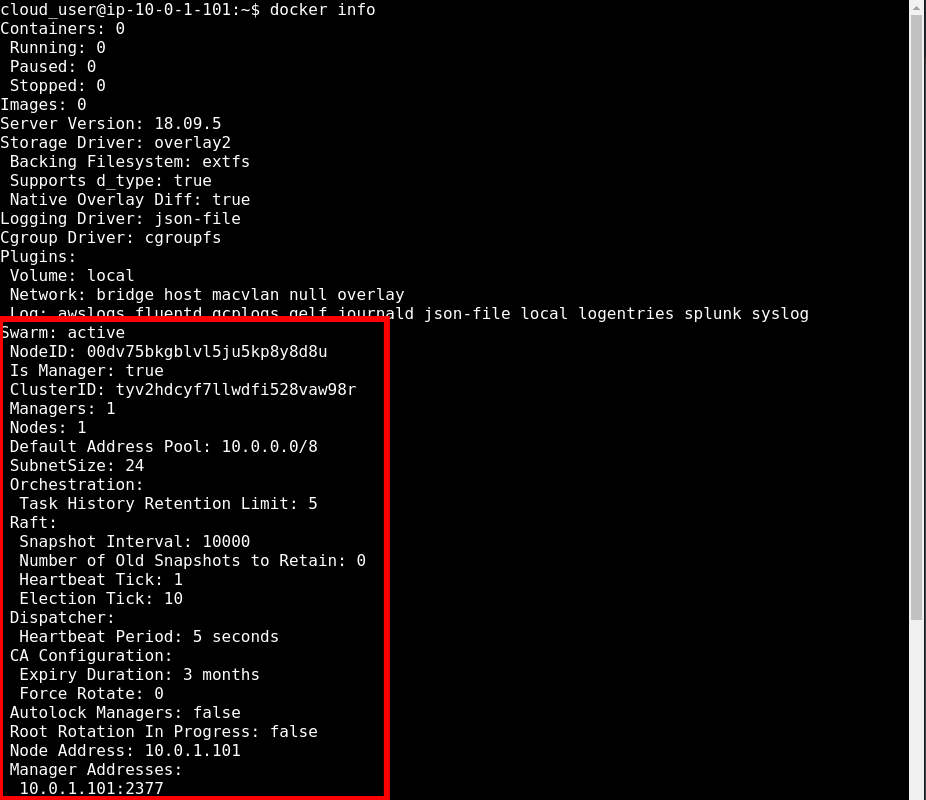 cloud_user@ip-10-0-1-101:~$ docker info
Containers: 0
 Running: 0
 Paused: 0
 Stopped: 0
Images: 0
Server Version: 18.09.5
Storage Driver: overlay2
 Backing Filesystem: extfs
 Supports d_type: true
 Native Overlay Diff: true
Logging Driver: json-file
Cgroup Driver: cgroupfs
Plugins:
 Volume: local
 Network: bridge host macvlan null overlay
 Log: awslogs fluentd gcplogs gelf journald json-file local logentries splunk syslog
Swarm: active
 NodeID: 00dv75bkgblvl5ju5kp8y8d8u
 Is Manager: true
 ClusterID: tyv2hdcyf7llwdfi528vaw98r
 Managers: 1
 Nodes: 1
 Default Address Pool: 10.0.0.0/8
 SubnetSize: 24
 Orchestration:
  Task History Retention Limit: 5
 Raft:
  Snapshot Interval: 10000
  Number of Old Snapshots to Retain: 0
  Heartbeat Tick: 1
  Election Tick: 10
 Dispatcher:
  Heartbeat Period: 5 seconds
 CA Configuration:
  Expiry Duration: 3 months
  Force Rotate: 0
 Autolock Managers: false
 Root Rotation In Progress: false
 Node Address: 10.0.1.101
 Manager Addresses:
  10.0.1.101:2377